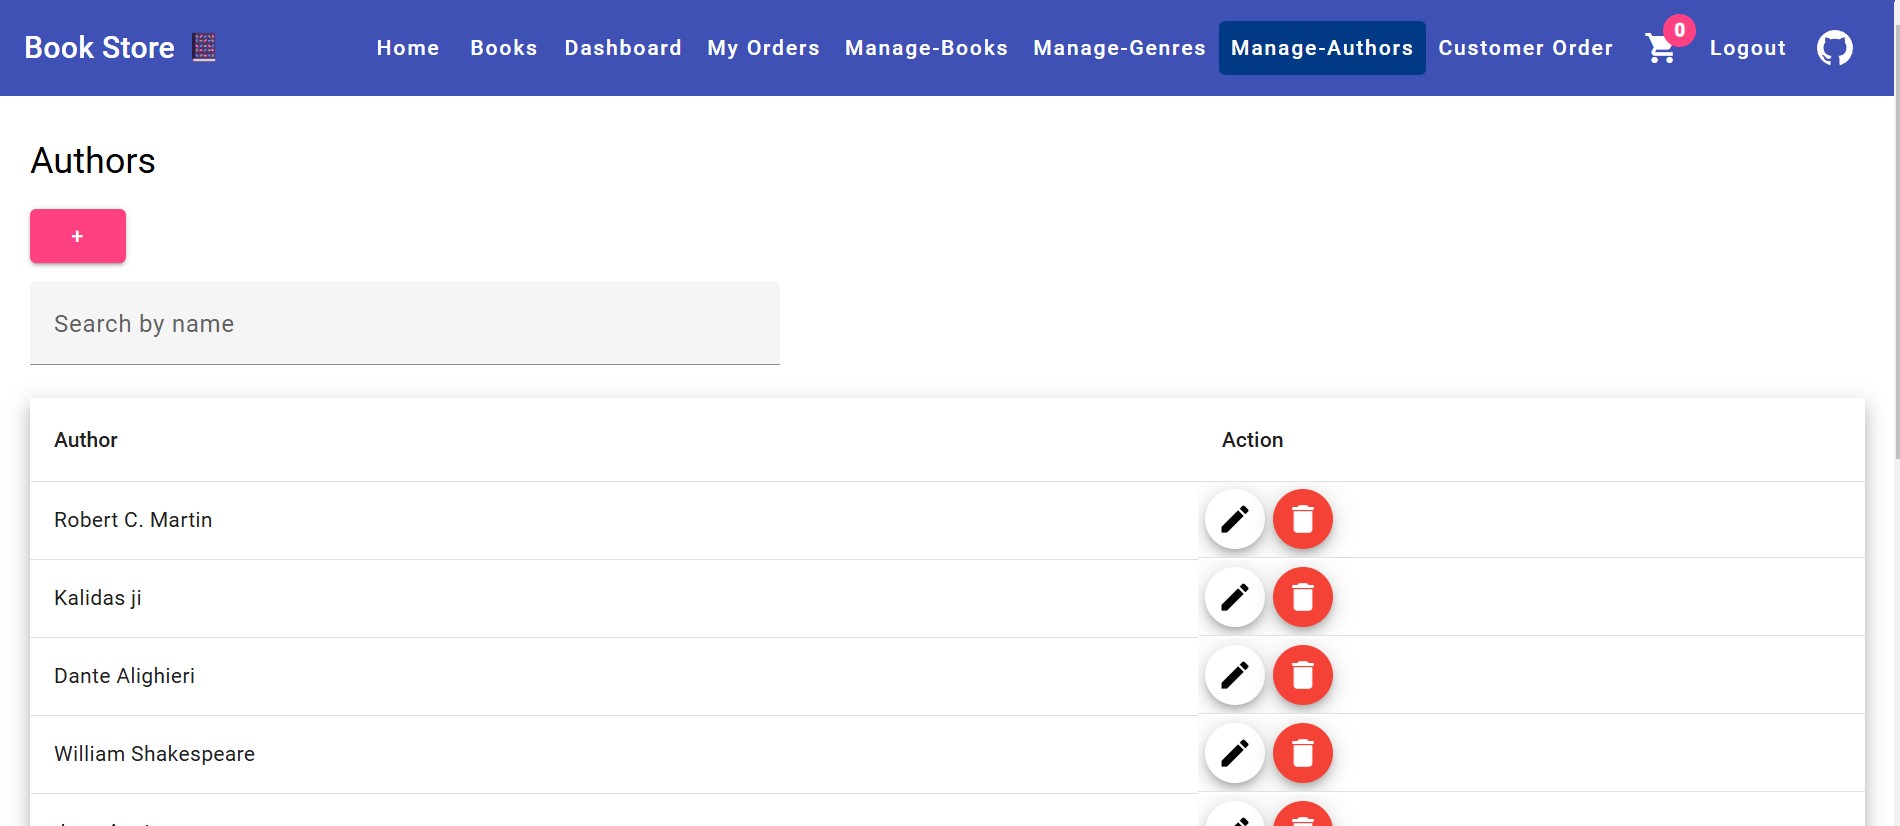 Book Store
Home Books Dashboard My Orders Manage-Books Manage-Genres Manage-Authors Customer Order 0 Logout
Authors
+
Search by name
Author Action
Robert C. Martin
Kalidas ji
Dante Alighieri
William Shakespeare